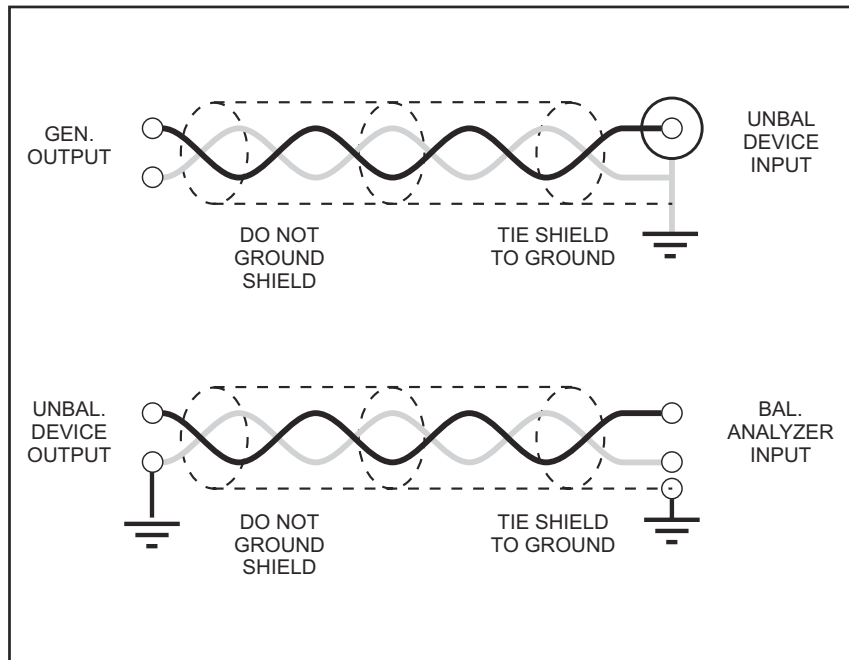 GEN.
OUTPUT
UNBAL
DEVICE
INPUT
DO NOT
GROUND
SHIELD
TIE SHIELD
TO GROUND
UNBAL.
DEVICE
OUTPUT
BAL.
ANALYZER
INPUT
DO NOT
GROUND
SHIELD
TIE SHIELD
TO GROUND